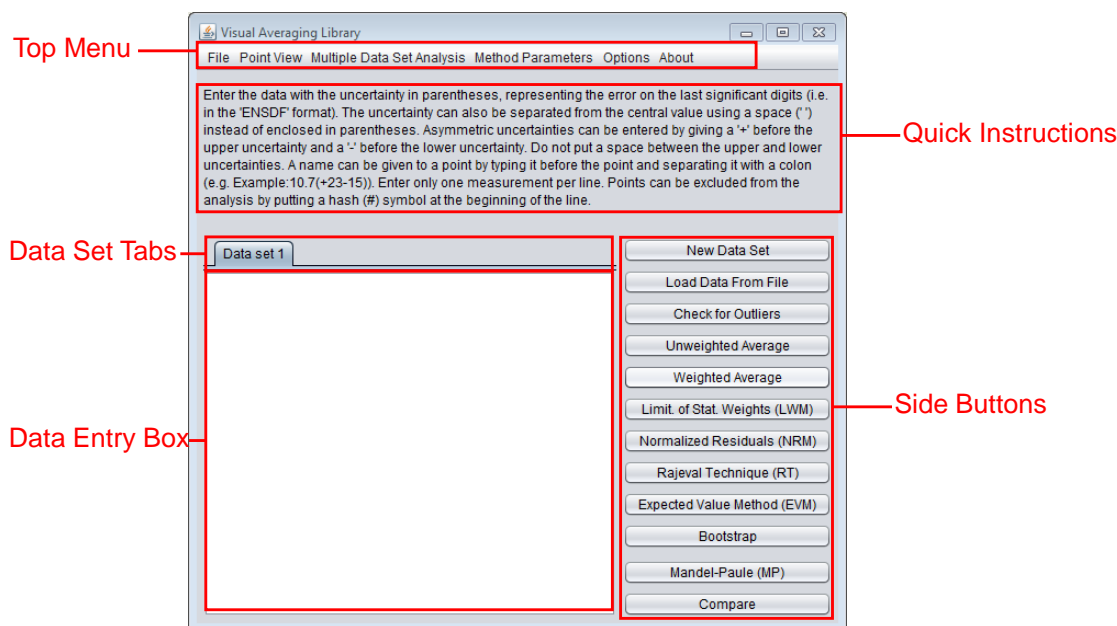 Visual Averaging Library
Top Menu
File Point View Multiple Data Set Analysis Method Parameters Options About
Enter the data with the uncertainty in parentheses, representing the error on the last significant digits (i.e.
in the 'ENSDF' format). The uncertainty can also be separated from the central value using a space (' ')
instead of enclosed in parentheses. Asymmetric uncertainties can be entered by giving a '+' before the
upper uncertainty and a '-' before the lower uncertainty. Do not put a space between the upper and lower
uncertainties. A name can be given to a point by typing it before the point and separating it with a colon
(e.g. Example:10.7(+23-15)). Enter only one measurement per line. Points can be excluded from the
analysis by putting a hash (#) symbol at the beginning of the line.
Quick Instructions
Data Set Tabs
Data set 1
Data Entry Box
New Data Set
Load Data From File
Check for Outliers
Unweighted Average
Weighted Average
Limit. of Stat. Weights (LWM)
Normalized Residuals (NRM)
Rajeval Technique (RT)
Expected Value Method (EVM)
Bootstrap
Mandel-Paule (MP)
Compare
Side Buttons